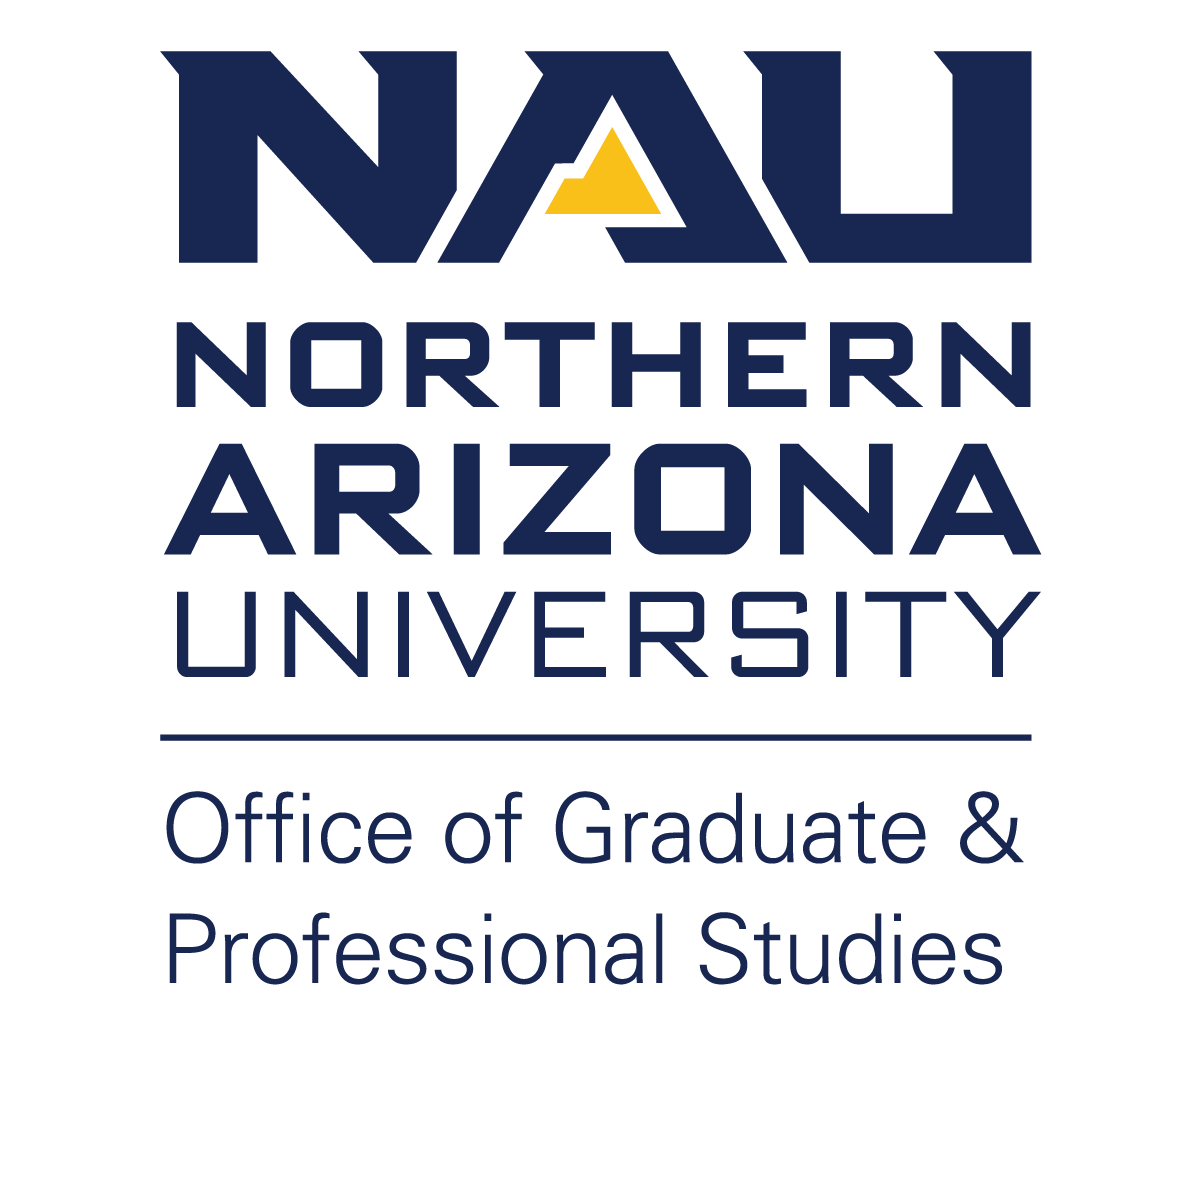 NAU
NORTHERN
ARIZONA
UNIVERSITY
Office of Graduate &
Professional Studies